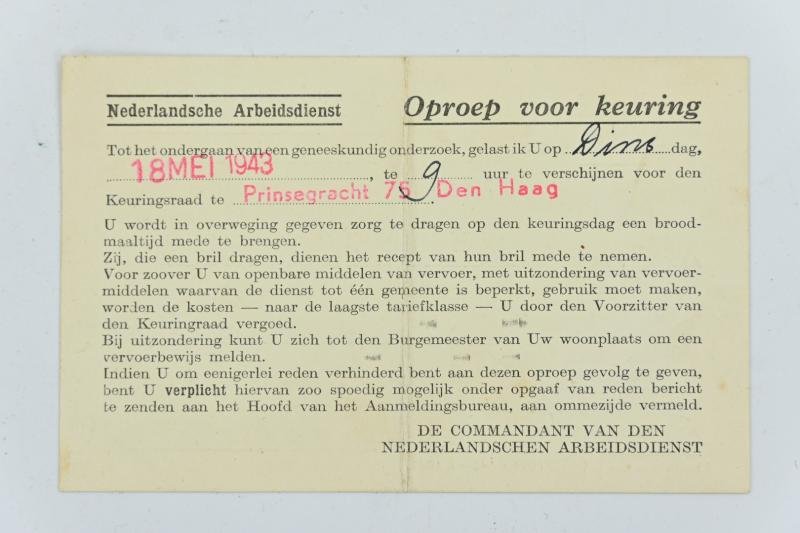 Nederlandsche Arbeidsdienst
Oproep voor keuring
Tot het ondergaan van een geneeskundig onderzoek, gelast ik U op Dins dag,
18 MEI 1943, te 9 uur te verschijnen voor den
Keuringsraad te Prinsegracht 75 Den Haag
U wordt in overweging gegeven zorg te dragen op den keuringsdag een brood-
maaltijd mede te brengen.
Zij, die een bril dragen, dienen het recept van hun bril mede te nemen.
Voor zoover U van openbare middelen van vervoer, met uitzondering van vervoer-
middelen waarvan de dienst tot één gemeente is beperkt, gebruik moet maken,
worden de kosten — naar de laagste tariefklasse — U door den Voorzitter van
den Keuringraad vergoed.
Bij uitzondering kunt U zich tot den Burgemeester van Uw woonplaats om een
vervoerbewijs melden.
Indien U om eenigerlei reden verhinderd bent aan dezen oproep gevolg te geven,
bent U verplicht hiervan zoo spoedig mogelijk onder opgaaf van reden bericht
te zenden aan het Hoofd van het Aanmeldingsbureau, aan ommezijde vermeld.
DE COMMANDANT VAN DEN
NEDERLANDSCHEN ARBEIDSDIENST